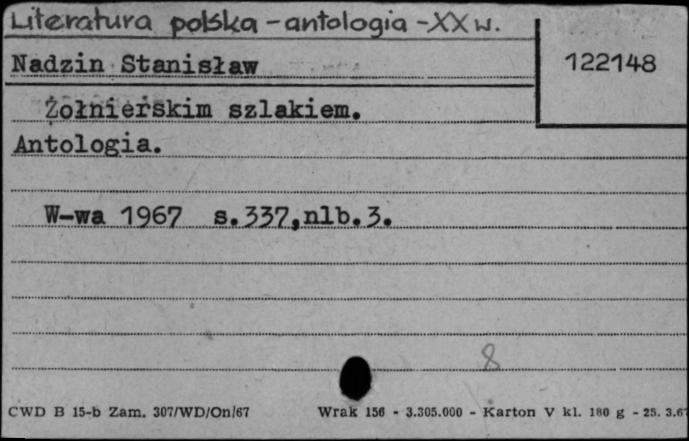 Literatura polska - antologia - XX w.
Nadzin Stanisław
122148
Żołnierskim szlakiem.
Antologia.
W-wa 1967 s.337,nlb.3.
8
CWD B 15-b Zam. 307/WD/On/67 Wrak 156 - 3.305.000 - Karton V kl. 180 g - 25. 3.67